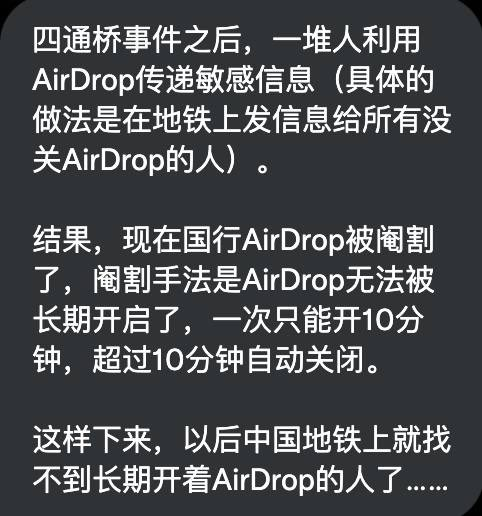 四通桥事件之后，一堆人利用
AirDrop传递敏感信息（具体的
做法是在地铁上发信息给所有没
关AirDrop的人）。
结果，现在国行AirDrop被阉割
了，阉割手法是AirDrop无法被
长期开启了，一次只能开10分
钟，超过10分钟自动关闭。
这样下来，以后中国地铁上就找
不到长期开着AirDrop的人了……